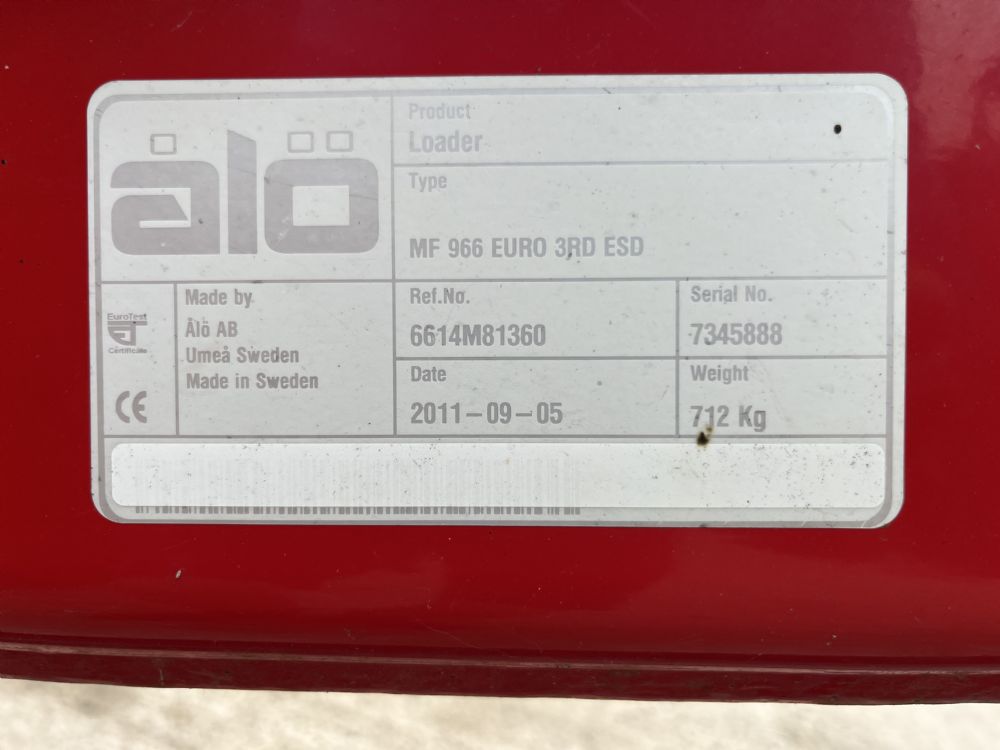 älö
Product
Loader
Type
MF 966 EURO 3RD ESD
EuroTest
Certificate
CE
Made by
Ålö AB
Umeå Sweden
Made in Sweden
Ref.No.
6614M81360
Serial No.
7345888
Date
2011-09-05
Weight
712 Kg